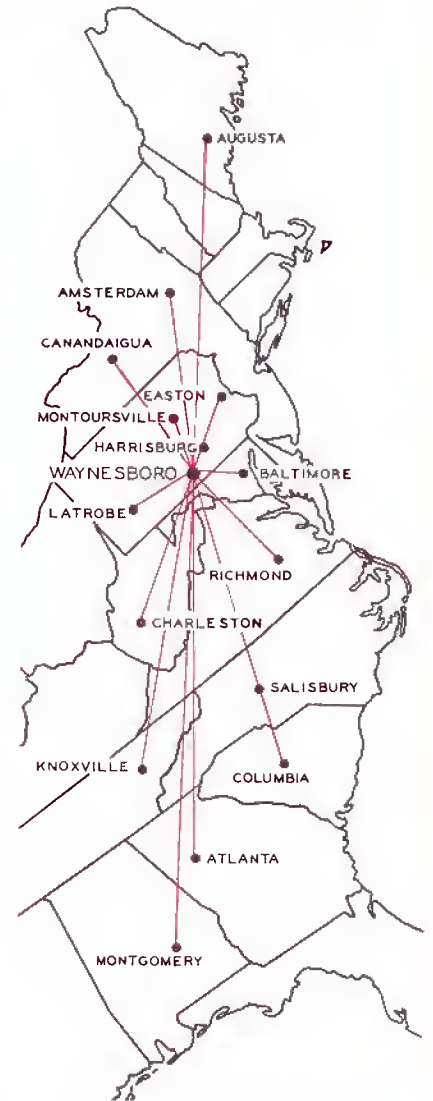 AUGUSTA
AMSTERDAM
CANANDAIGUA
EASTON
MONTOURSVILLE
HARRISBURG
WAYNESBORO
BALTIMORE
LATROBE
RICHMOND
CHARLESTON
SALISBURY
KNOXVILLE
COLUMBIA
ATLANTA
MONTGOMERY